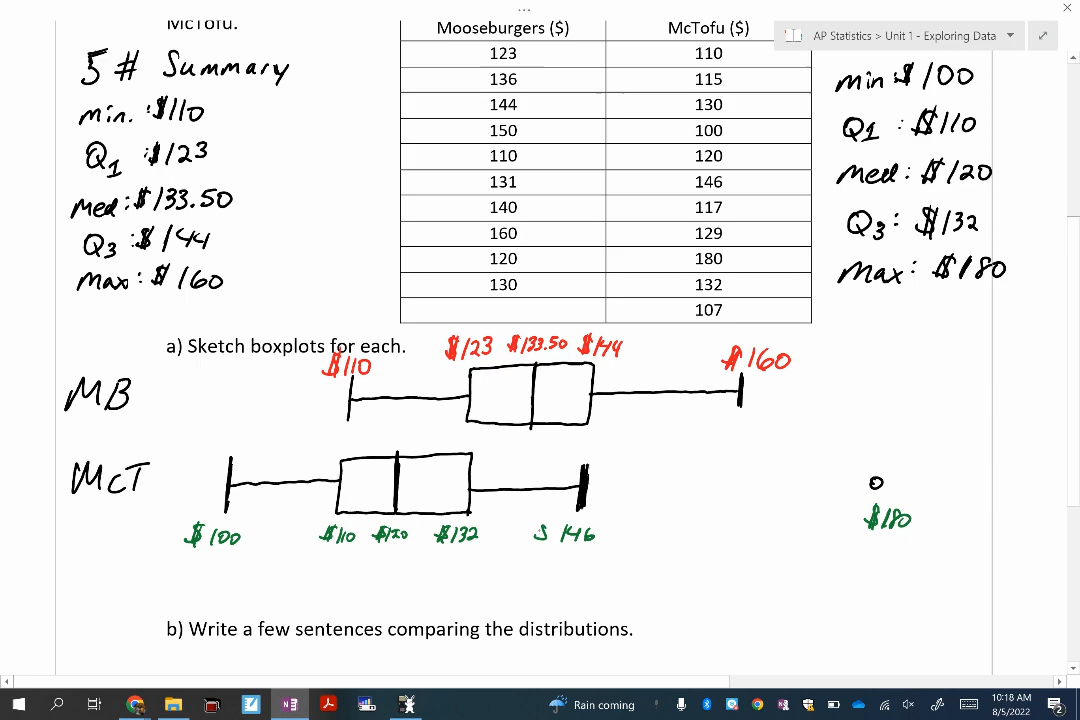 McTofu.
AP Statistics > Unit 1 - Exploring Data
5# Summary
min. : $110
Q1 : $123
Med : $133.50
Q3 : $144
Max : $160
Mooseburgers ($) McTofu ($)
123 110
136 115
144 130
150 100
110 120
131 146
140 117
160 129
120 180
130 132
107
min : $100
Q1 : $110
Med : $120
Q3 : $132
Max : $180
a) Sketch boxplots for each.
$110 $123 $133.50 $144 $160
MB
McT
$100 $110 $120 $132 $146 $180
b) Write a few sentences comparing the distributions.
Rain coming
10:18 AM
8/5/2022
2